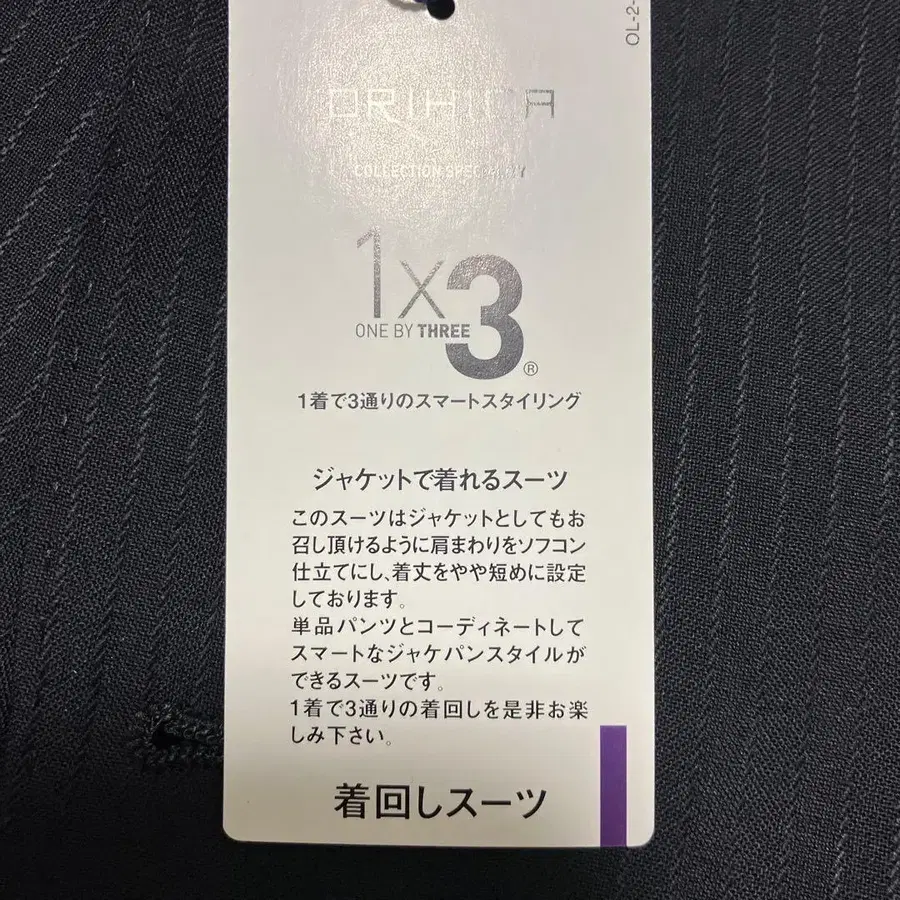 OL-2-
ORIHICA
COLLECTION SPECIALITY
1x3
ONE BY THREE
®
1着で3通りのスマートスタイリング
ジャケットで着れるスーツ
このスーツはジャケットとしてもお
召し頂けるように肩まわりをソフコン
仕立てにし、着丈をやや短めに設定
しております。
単品パンツとコーディネートして
スマートなジャケパンスタイルが
できるスーツです。
1着で3通りの着回しを是非お楽
しみ下さい。
着回しスーツ